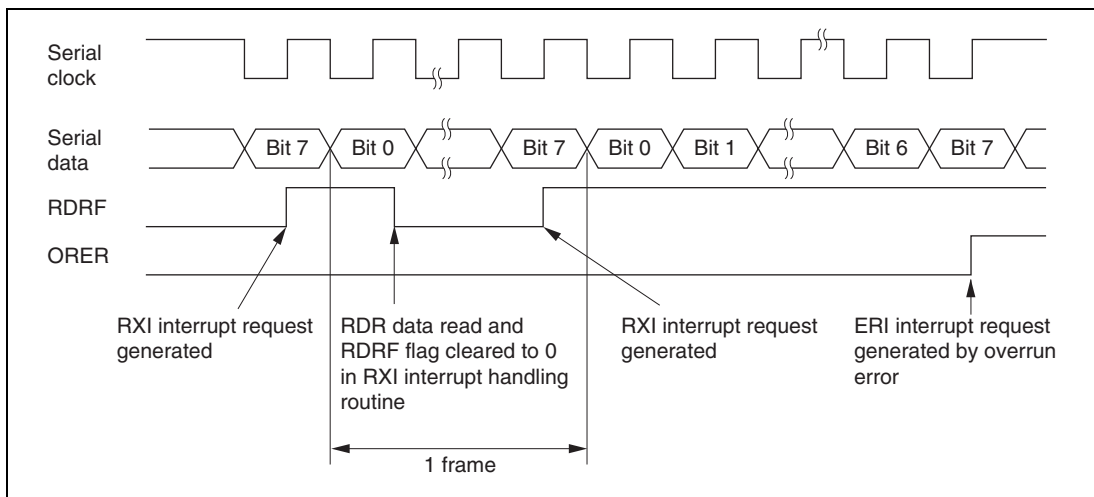 Serial
clock
Serial
data
Bit 7
Bit 0
Bit 7
Bit 0
Bit 1
Bit 6
Bit 7
RDRF
ORER
RXI interrupt request
generated
RDR data read and
RDRF flag cleared to 0
in RXI interrupt handling
routine
RXI interrupt request
generated
ERI interrupt request
generated by overrun
error
1 frame